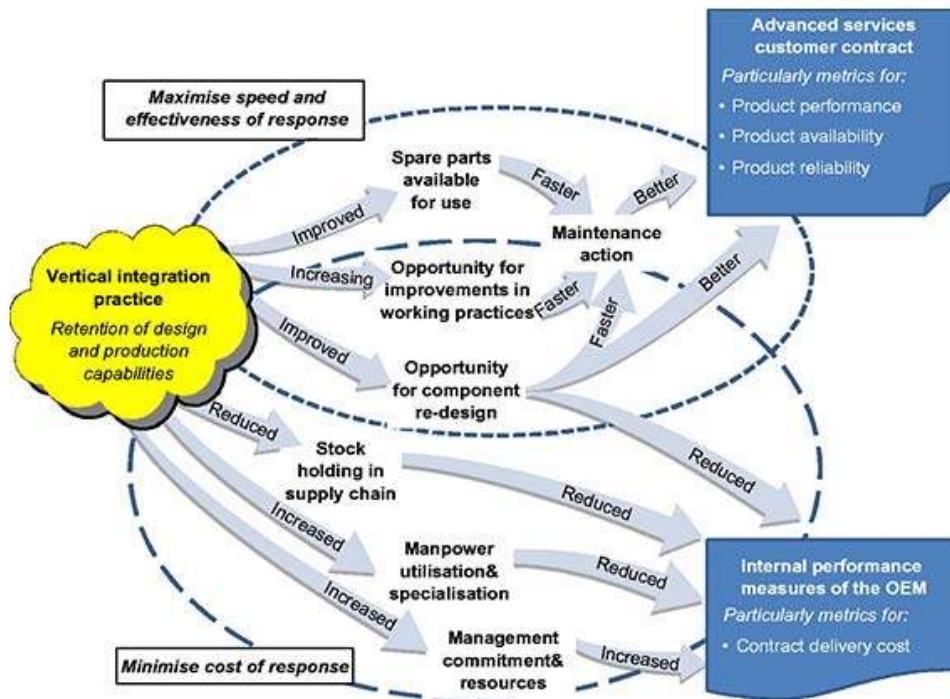 Advanced services
customer contract
Particularly metrics for:
• Product performance
• Product availability
• Product reliability
Maximise speed and
effectiveness of response
Spare parts
available
for use
Faster
Better
Improved
Maintenance
action
Vertical integration
practice
Retention of design
and production
capabilities
Increasing
Opportunity for
improvements in
working practices
Faster
Faster
Better
Improved
Opportunity
for component
re-design
Reduced
Stock
holding in
supply chain
Reduced
Reduced
Increased
Manpower
utilisation&
specialisation
Reduced
Increased
Management
commitment&
resources
Increased
Minimise cost of response
Internal performance
measures of the OEM
Particularly metrics for:
• Contract delivery cost